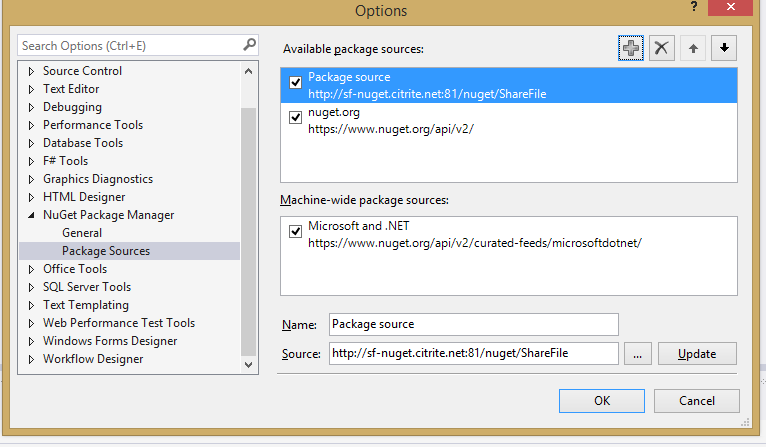 Options
?
Search Options (Ctrl+E)
Source Control
Text Editor
Debugging
Performance Tools
Database Tools
F# Tools
Graphics Diagnostics
HTML Designer
NuGet Package Manager
General
Package Sources
Office Tools
SQL Server Tools
Text Templating
Web Performance Test Tools
Windows Forms Designer
Workflow Designer
Available package sources:
Package source
http://sf-nuget.citrite.net:81/nuget/ShareFile
nuget.org
https://www.nuget.org/api/v2/
Machine-wide package sources:
Microsoft and .NET
https://www.nuget.org/api/v2/curated-feeds/microsoftdotnet/
Name: Package source
Source: http://sf-nuget.citrite.net:81/nuget/ShareFile ... Update
OK Cancel